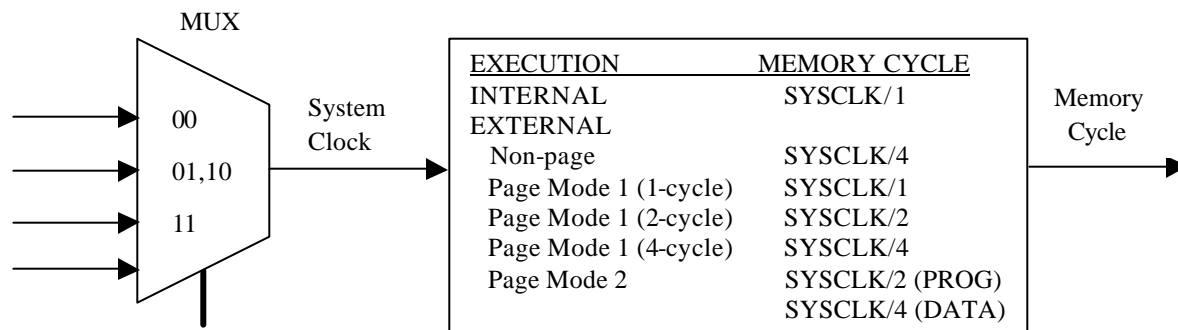 MUX
00
01,10
11
System
Clock
EXECUTION MEMORY CYCLE
INTERNAL SYSCLK/1
EXTERNAL
Non-page SYSCLK/4
Page Mode 1 (1-cycle) SYSCLK/1
Page Mode 1 (2-cycle) SYSCLK/2
Page Mode 1 (4-cycle) SYSCLK/4
Page Mode 2 SYSCLK/2 (PROG)
SYSCLK/4 (DATA)
Memory
Cycle